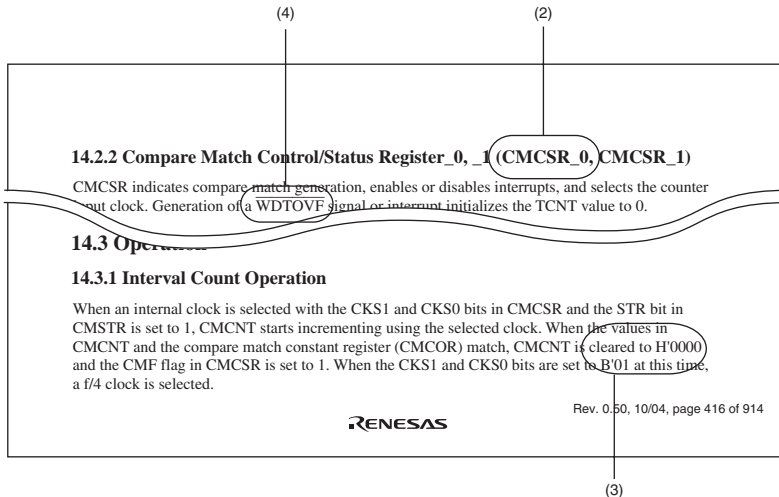 (4) (2)
14.2.2 Compare Match Control/Status Register_0, _1 (CMCSR_0, CMCSR_1)
CMCSR indicates compare match generation, enables or disables interrupts, and selects the counter
input clock. Generation of a WDTOVF signal or interrupt initializes the TCNT value to 0.
14.3 Operation
14.3.1 Interval Count Operation
When an internal clock is selected with the CKS1 and CKS0 bits in CMCSR and the STR bit in
CMSTR is set to 1, CMCNT starts incrementing using the selected clock. When the values in
CMCNT and the compare match constant register (CMCOR) match, CMCNT is cleared to H'0000
and the CMF flag in CMCSR is set to 1. When the CKS1 and CKS0 bits are set to B'01 at this time,
a f/4 clock is selected.
Rev. 0.50, 10/04, page 416 of 914
RENESAS
(3)